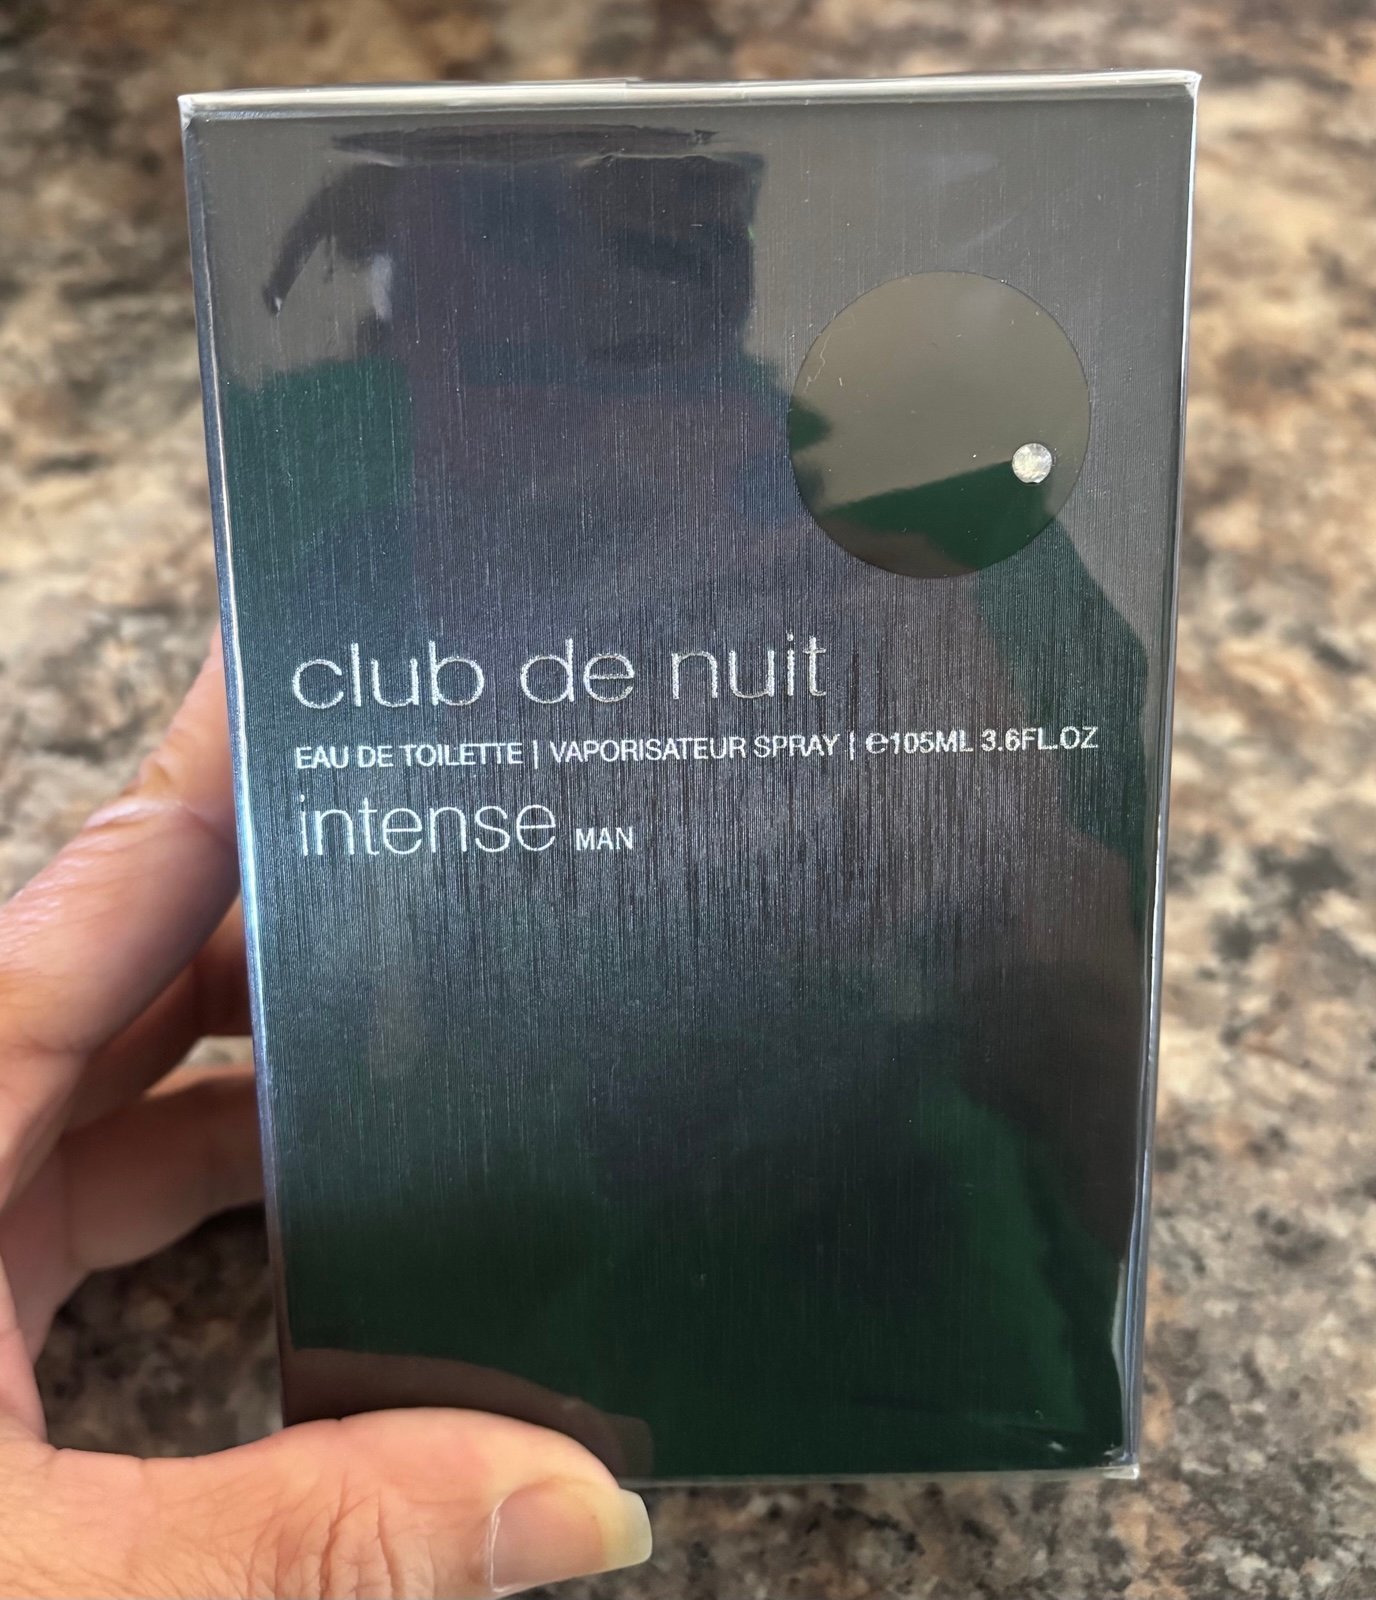 club de nuit
EAU DE TOILETTE | VAPORISATEUR SPRAY | ℮105ML 3.6FL.OZ
intense MAN